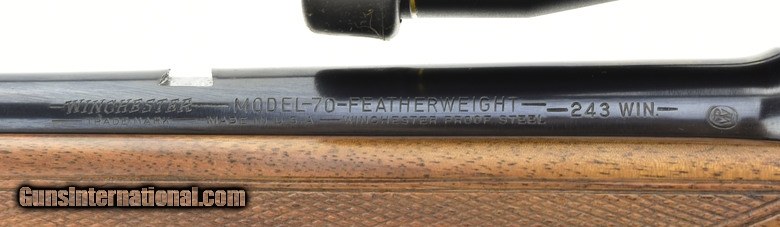 WINCHESTER —MODEL-70-FEATHERWEIGHT— —243 WIN.—
WINCHESTER PROOF STEEL
GunsInternational.com